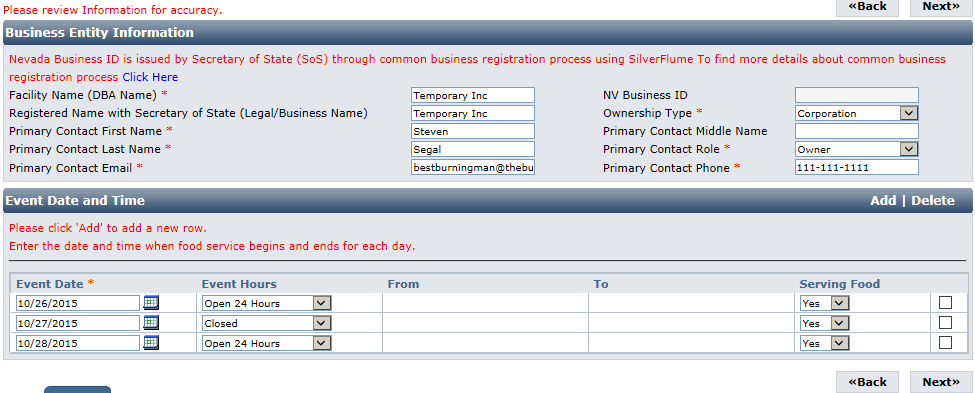 Please review Information for accuracy.
«Back Next»
Business Entity Information
Nevada Business ID is issued by Secretary of State (SoS) through common business registration process using SilverFlume To find more details about common business
registration process Click Here
Facility Name (DBA Name) * Temporary Inc NV Business ID
Registered Name with Secretary of State (Legal/Business Name) Temporary Inc Ownership Type * Corporation
Primary Contact First Name * Steven Primary Contact Middle Name
Primary Contact Last Name * Segal Primary Contact Role * Owner
Primary Contact Email * bestburningman@thebu Primary Contact Phone * 111-111-1111
Event Date and Time Add | Delete
Please click 'Add' to add a new row.
Enter the date and time when food service begins and ends for each day.
Event Date * Event Hours From To Serving Food
10/26/2015 Open 24 Hours Yes
10/27/2015 Closed Yes
10/28/2015 Open 24 Hours Yes
«Back Next»